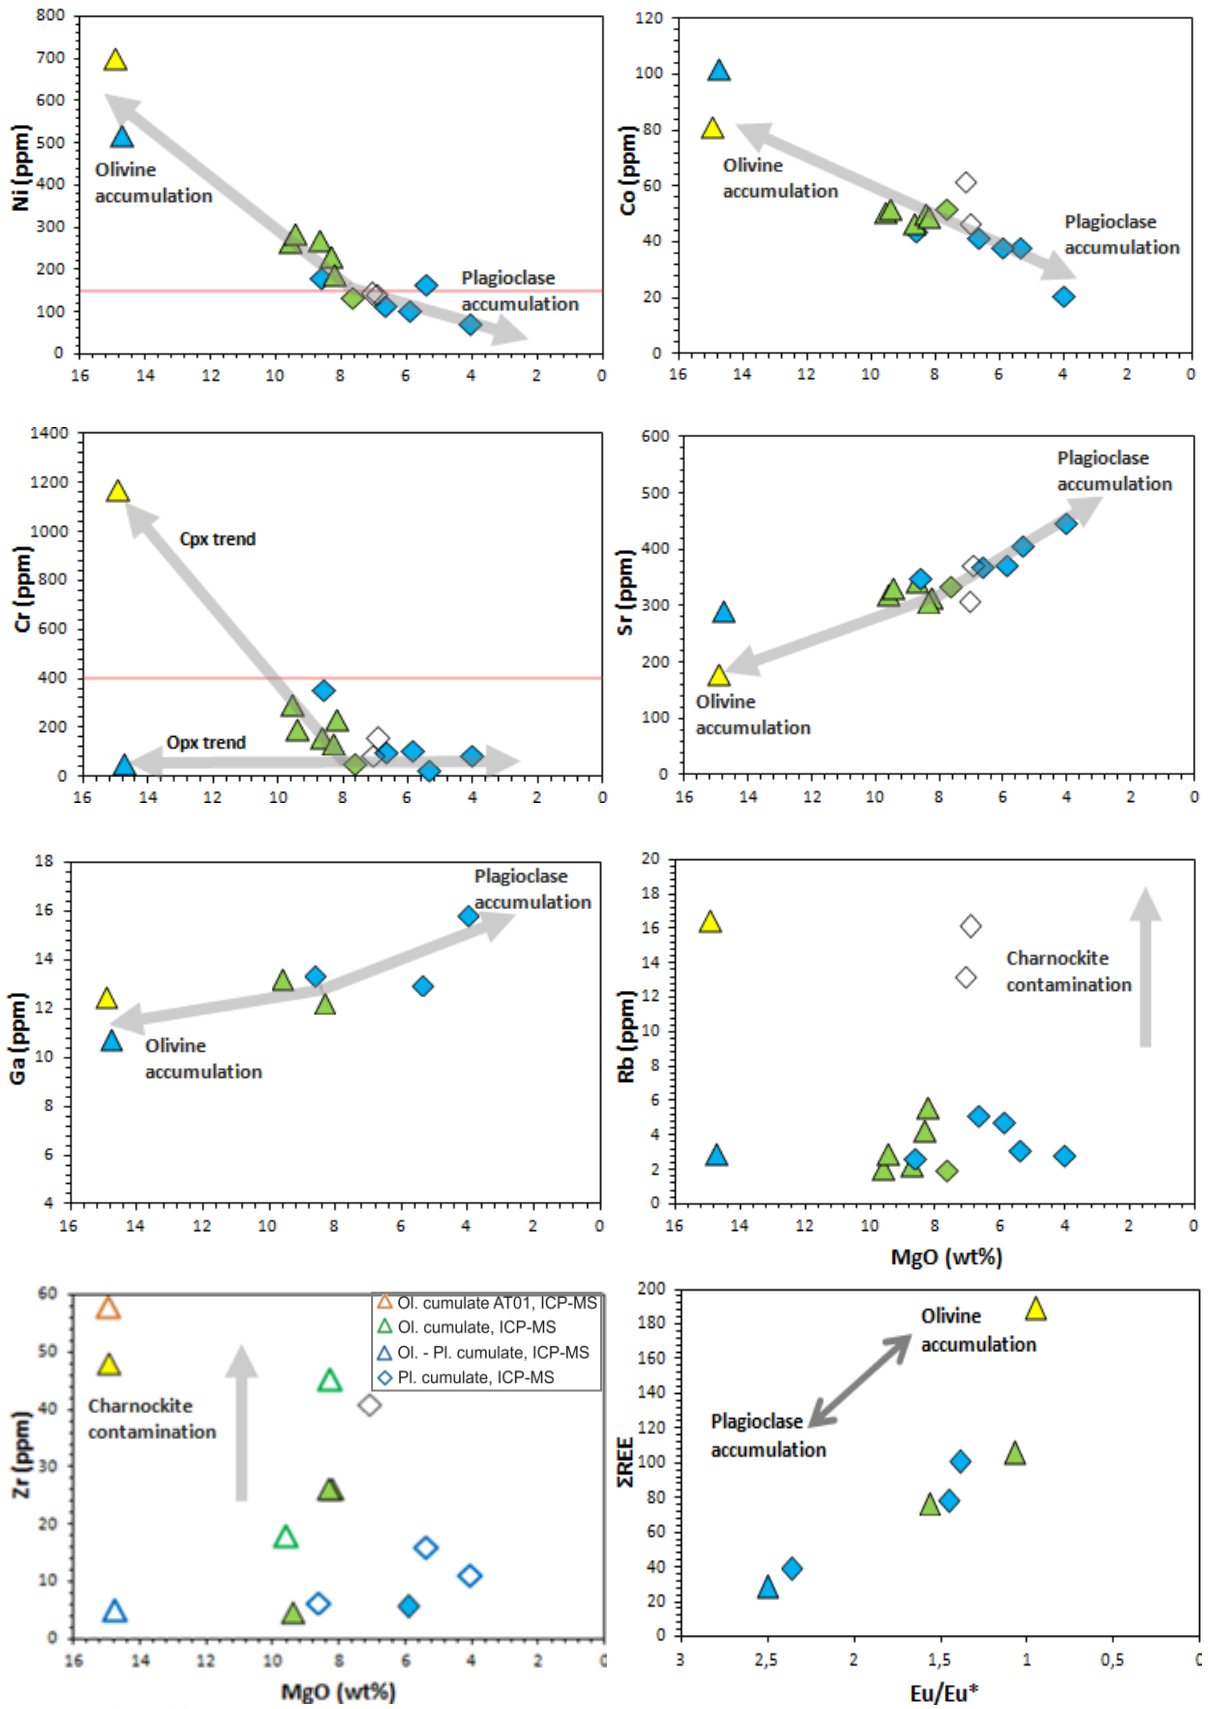 800
700
600
500
400
300
200
100
0
Ni (ppm)
Olivine
accumulation
Plagioclase
accumulation
16 14 12 10 8 6 4 2 0
120
100
80
60
40
20
0
Co (ppm)
Olivine
accumulation
Plagioclase
accumulation
16 14 12 10 8 6 4 2 0
1400
1200
1000
800
600
400
200
0
Cr (ppm)
Cpx trend
Opx trend
16 14 12 10 8 6 4 2 0
600
500
400
300
200
100
0
Sr (ppm)
Plagioclase
accumulation
Olivine
accumulation
16 14 12 10 8 6 4 2 0
18
16
14
12
10
8
6
4
Ga (ppm)
Plagioclase
accumulation
Olivine
accumulation
16 14 12 10 8 6 4 2 0
20
18
16
14
12
10
8
6
4
2
0
Rb (ppm)
Charnockite
contamination
16 14 12 10 8 6 4 2 0
MgO (wt%)
60
50
40
30
20
10
0
Zr (ppm)
Ol. cumulate AT01, ICP-MS
Ol. cumulate, ICP-MS
Ol. - Pl. cumulate, ICP-MS
Pl. cumulate, ICP-MS
Charnockite
contamination
16 14 12 10 8 6 4 2 0
MgO (wt%)
200
180
160
140
120
100
80
60
40
20
0
ΣREE
Olivine
accumulation
Plagioclase
accumulation
3 2,5 2 1,5 1 0,5 0
Eu/Eu*